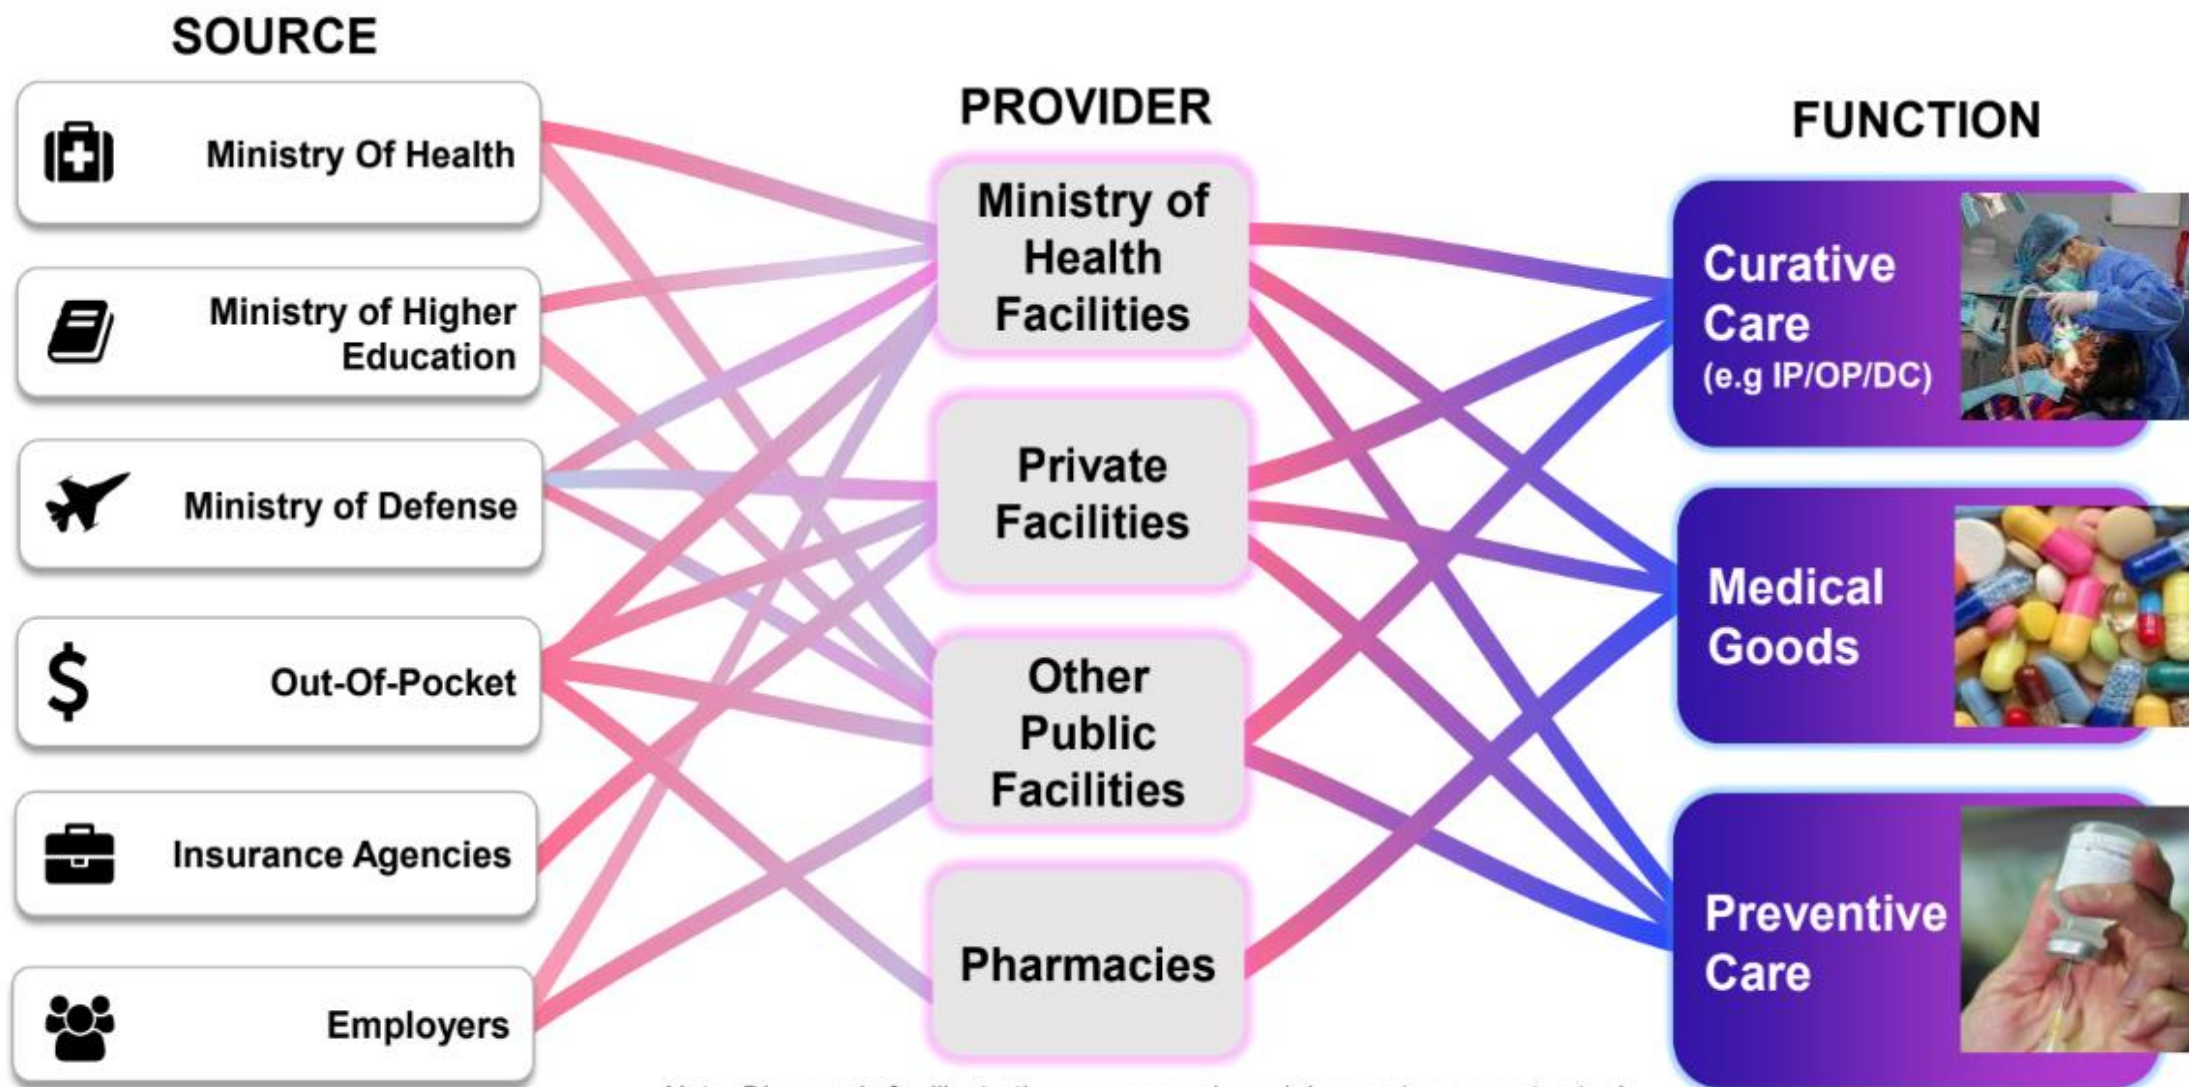 SOURCE
Ministry Of Health
Ministry of Higher
Education
Ministry of Defense
Out-Of-Pocket
Insurance Agencies
Employers
PROVIDER
Ministry of
Health
Facilities
Private
Facilities
Other
Public
Facilities
Pharmacies
FUNCTION
Curative
Care
(e.g IP/OP/DC)
Medical
Goods
Preventive
Care